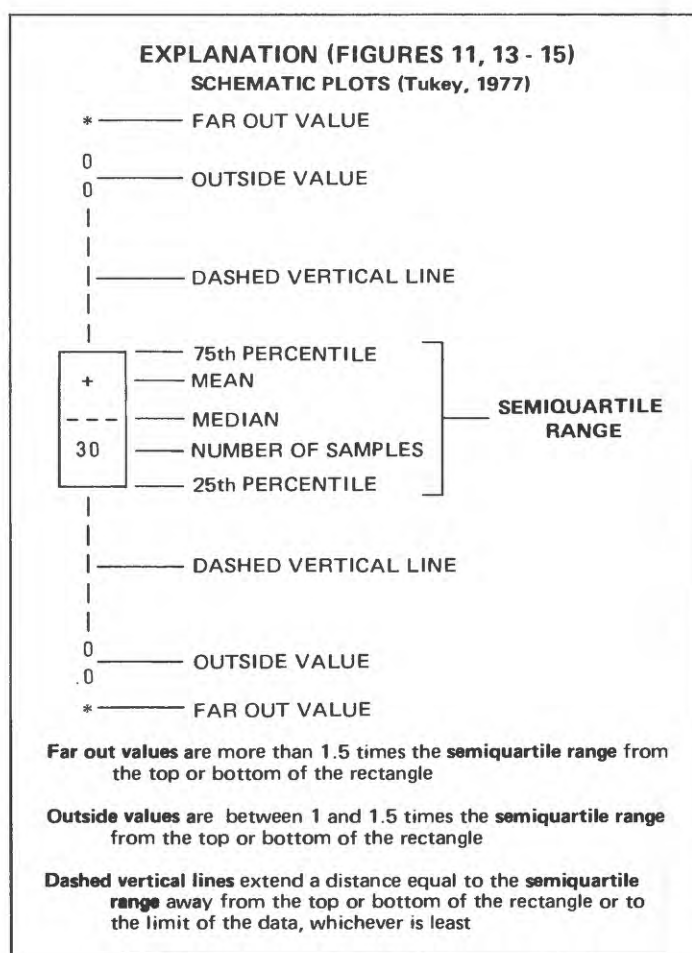 EXPLANATION (FIGURES 11, 13 - 15)
SCHEMATIC PLOTS (Tukey, 1977)
* FAR OUT VALUE
0
0 OUTSIDE VALUE
DASHED VERTICAL LINE
75th PERCENTILE
+ MEAN
--- MEDIAN
SEMIQUARTILE
RANGE
30 NUMBER OF SAMPLES
25th PERCENTILE
DASHED VERTICAL LINE
0
.0 OUTSIDE VALUE
* FAR OUT VALUE
Far out values are more than 1.5 times the semiquartile range from
the top or bottom of the rectangle
Outside values are between 1 and 1.5 times the semiquartile range
from the top or bottom of the rectangle
Dashed vertical lines extend a distance equal to the semiquartile
range away from the top or bottom of the rectangle or to
the limit of the data, whichever is least